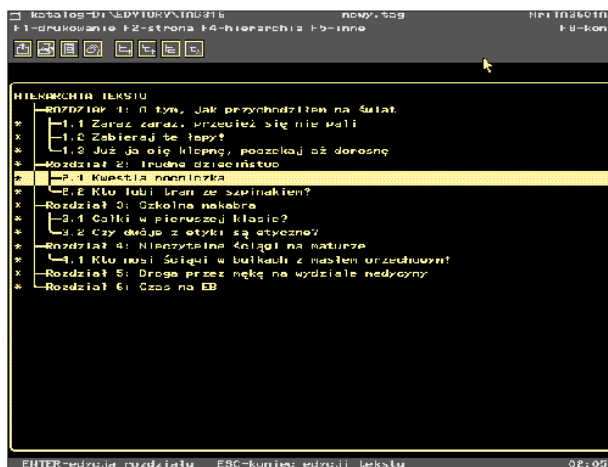 katalog-D:\EDYTORY\TAG316 nowy.tag
F1-drukowanie F2-strona F4-hierarchia F5-inne F8-kon
HIERARCHIA TEKSTU
ROZDZIAŁ 1: O tym, jak przychodziłem na świat
* 1.1 Zaraz zaraz, przecież się nie pali
* 1.2 Zabieraj te łapy!
* 1.3 Już ja cię klepnę, poczekaj aż dorosnę
* Rozdział 2: Trudne dzieciństwo
* 2.1 Kwestia nocniczka
* 2.2 Kto lubi tran ze szpinakiem?
* Rozdział 3: Szkolna makabra
* 3.1 Całki w pierwszej klasie?
* 3.2 Czy dwóje z etyki są etyczne?
* Rozdział 4: Nieczytelne ściągi na maturze
* 4.1 Kto nosi ściągi w bułkach z masłem orzechowym?
* Rozdział 5: Droga przez mękę na wydziale medycyny
* Rozdział 6: Czas na EB
ENTER-edycja rozdziału ESC-koniec edycji tekstu 02:05